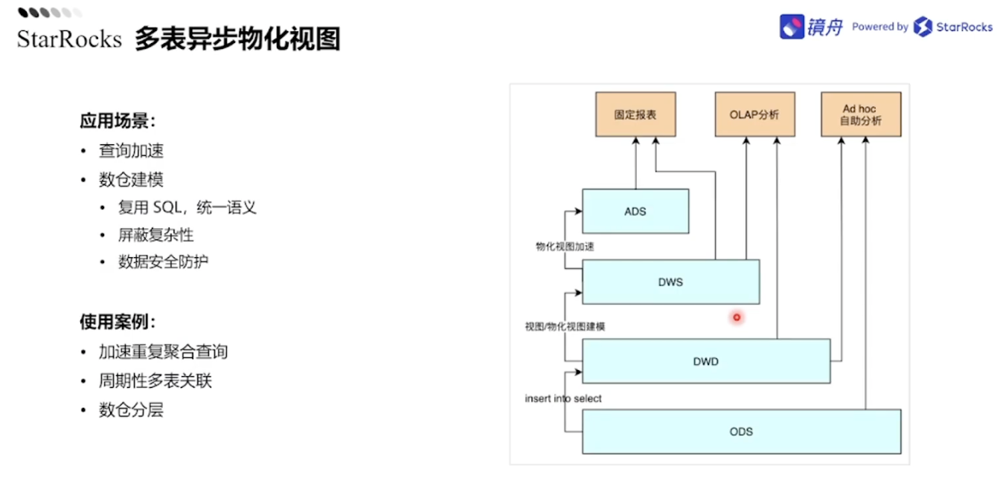 StarRocks 多表异步物化视图
镜舟 Powered by StarRocks
应用场景：
• 查询加速
• 数仓建模
• 复用 SQL，统一语义
• 屏蔽复杂性
• 数据安全防护
使用案例：
• 加速重复聚合查询
• 周期性多表关联
• 数仓分层
固定报表
OLAP分析
Ad hoc
自助分析
ADS
物化视图加速
DWS
视图/物化视图建模
DWD
insert into select
ODS